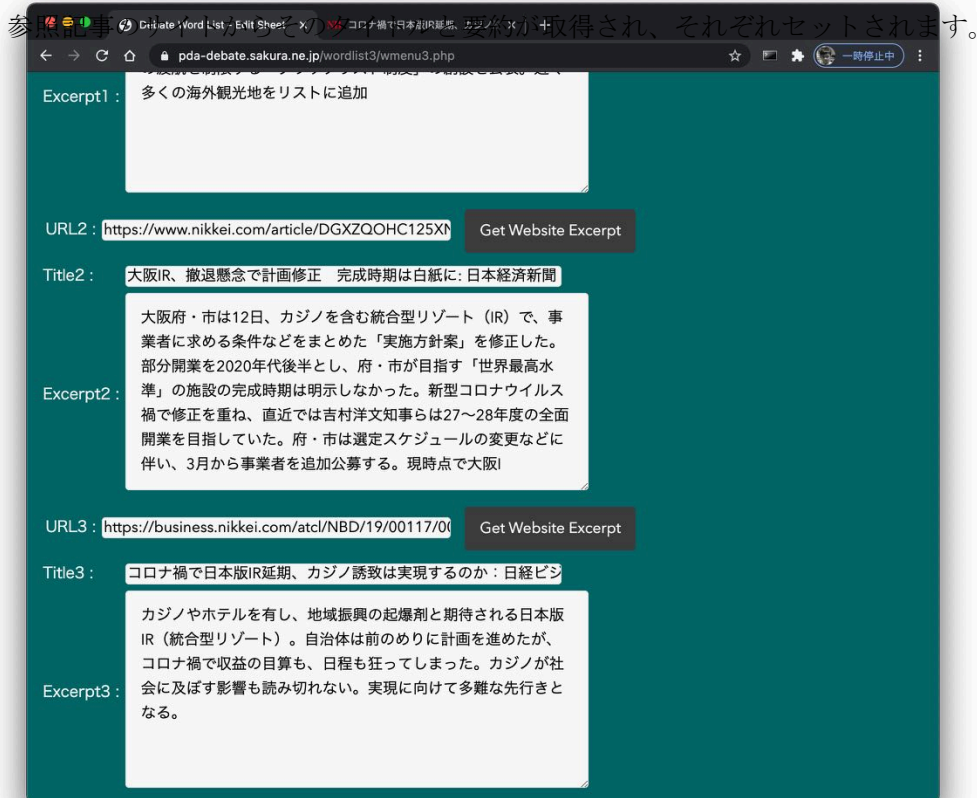 参照記事のサイトからそのタイトルと要約が取得され、それぞれセットされます。
Debate Word List - Edit Sheet
コロナ禍で日本版IR延期、カジノ
pda-debate.sakura.ne.jp/wordlist3/wmenu3.php
一時停止中
Excerpt1 :
多くの海外観光地をリストに追加
URL2 : https://www.nikkei.com/article/DGXZQOHC125XN Get Website Excerpt
Title2 : 大阪IR、撤退懸念で計画修正　完成時期は白紙に: 日本経済新聞
大阪府・市は12日、カジノを含む統合型リゾート（IR）で、事
業者に求める条件などをまとめた「実施方針案」を修正した。
部分開業を2020年代後半とし、府・市が目指す「世界最高水
Excerpt2 : 準」の施設の完成時期は明示しなかった。新型コロナウイルス
禍で修正を重ね、直近では吉村洋文知事らは27〜28年度の全面
開業を目指していた。府・市は選定スケジュールの変更などに
伴い、3月から事業者を追加公募する。現時点で大阪I
URL3 : https://business.nikkei.com/atcl/NBD/19/00117/00 Get Website Excerpt
Title3 : コロナ禍で日本版IR延期、カジノ誘致は実現するのか：日経ビジ
カジノやホテルを有し、地域振興の起爆剤と期待される日本版
IR（統合型リゾート）。自治体は前のめりに計画を進めたが、
コロナ禍で収益の目算も、日程も狂ってしまった。カジノが社
Excerpt3 : 会に及ぼす影響も読み切れない。実現に向けて多難な先行きと
なる。